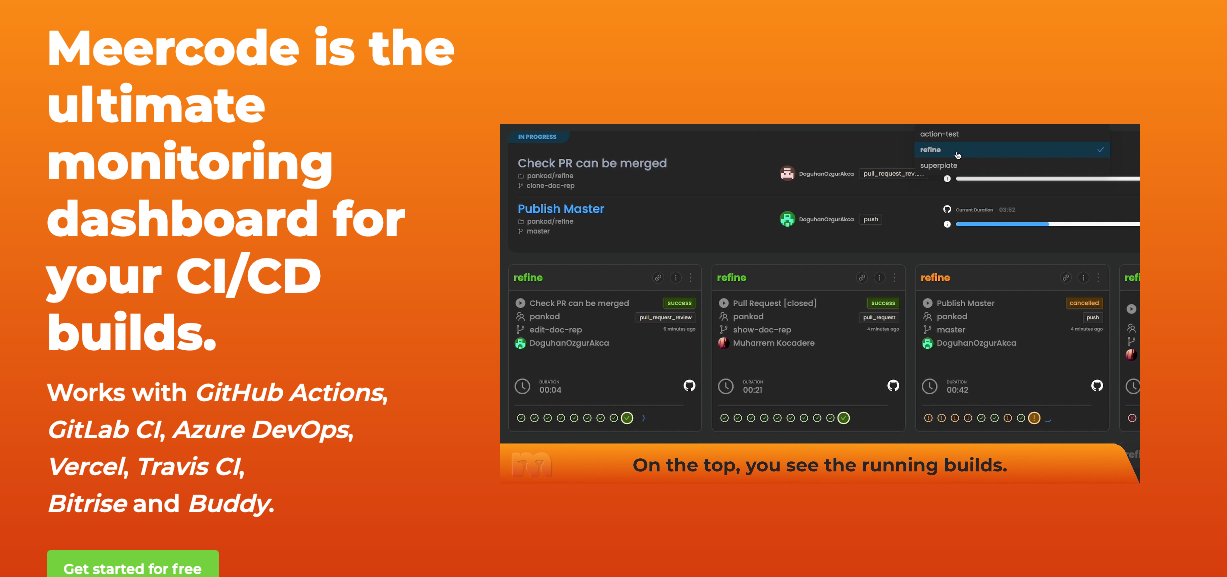 Meercode is the
ultimate
monitoring
dashboard for
your CI/CD
builds.
Works with GitHub Actions,
GitLab CI, Azure DevOps,
Vercel, Travis CI,
Bitrise and Buddy.
Get started for free
IN PROGRESS
action-test
refine
superplate
Check PR can be merged
pankod/refine
clone-doc-rep
DoguhanOzgurAkca
pull_request_rev...
Publish Master
pankod/refine
master
DoguhanOzgurAkca
push
Current Duration 03:52
refine
Check PR can be merged success
pankod pull_request_review
edit-doc-rep 6 minutes ago
DoguhanOzgurAkca
DURATION
00:04
refine
Pull Request [closed] success
pankod pull_request
show-doc-rep 4 minutes ago
Muharrem Kocadere
DURATION
00:21
refine
Publish Master cancelled
pankod push
master 4 minutes ago
DoguhanOzgurAkca
DURATION
00:42
refi
On the top, you see the running builds.